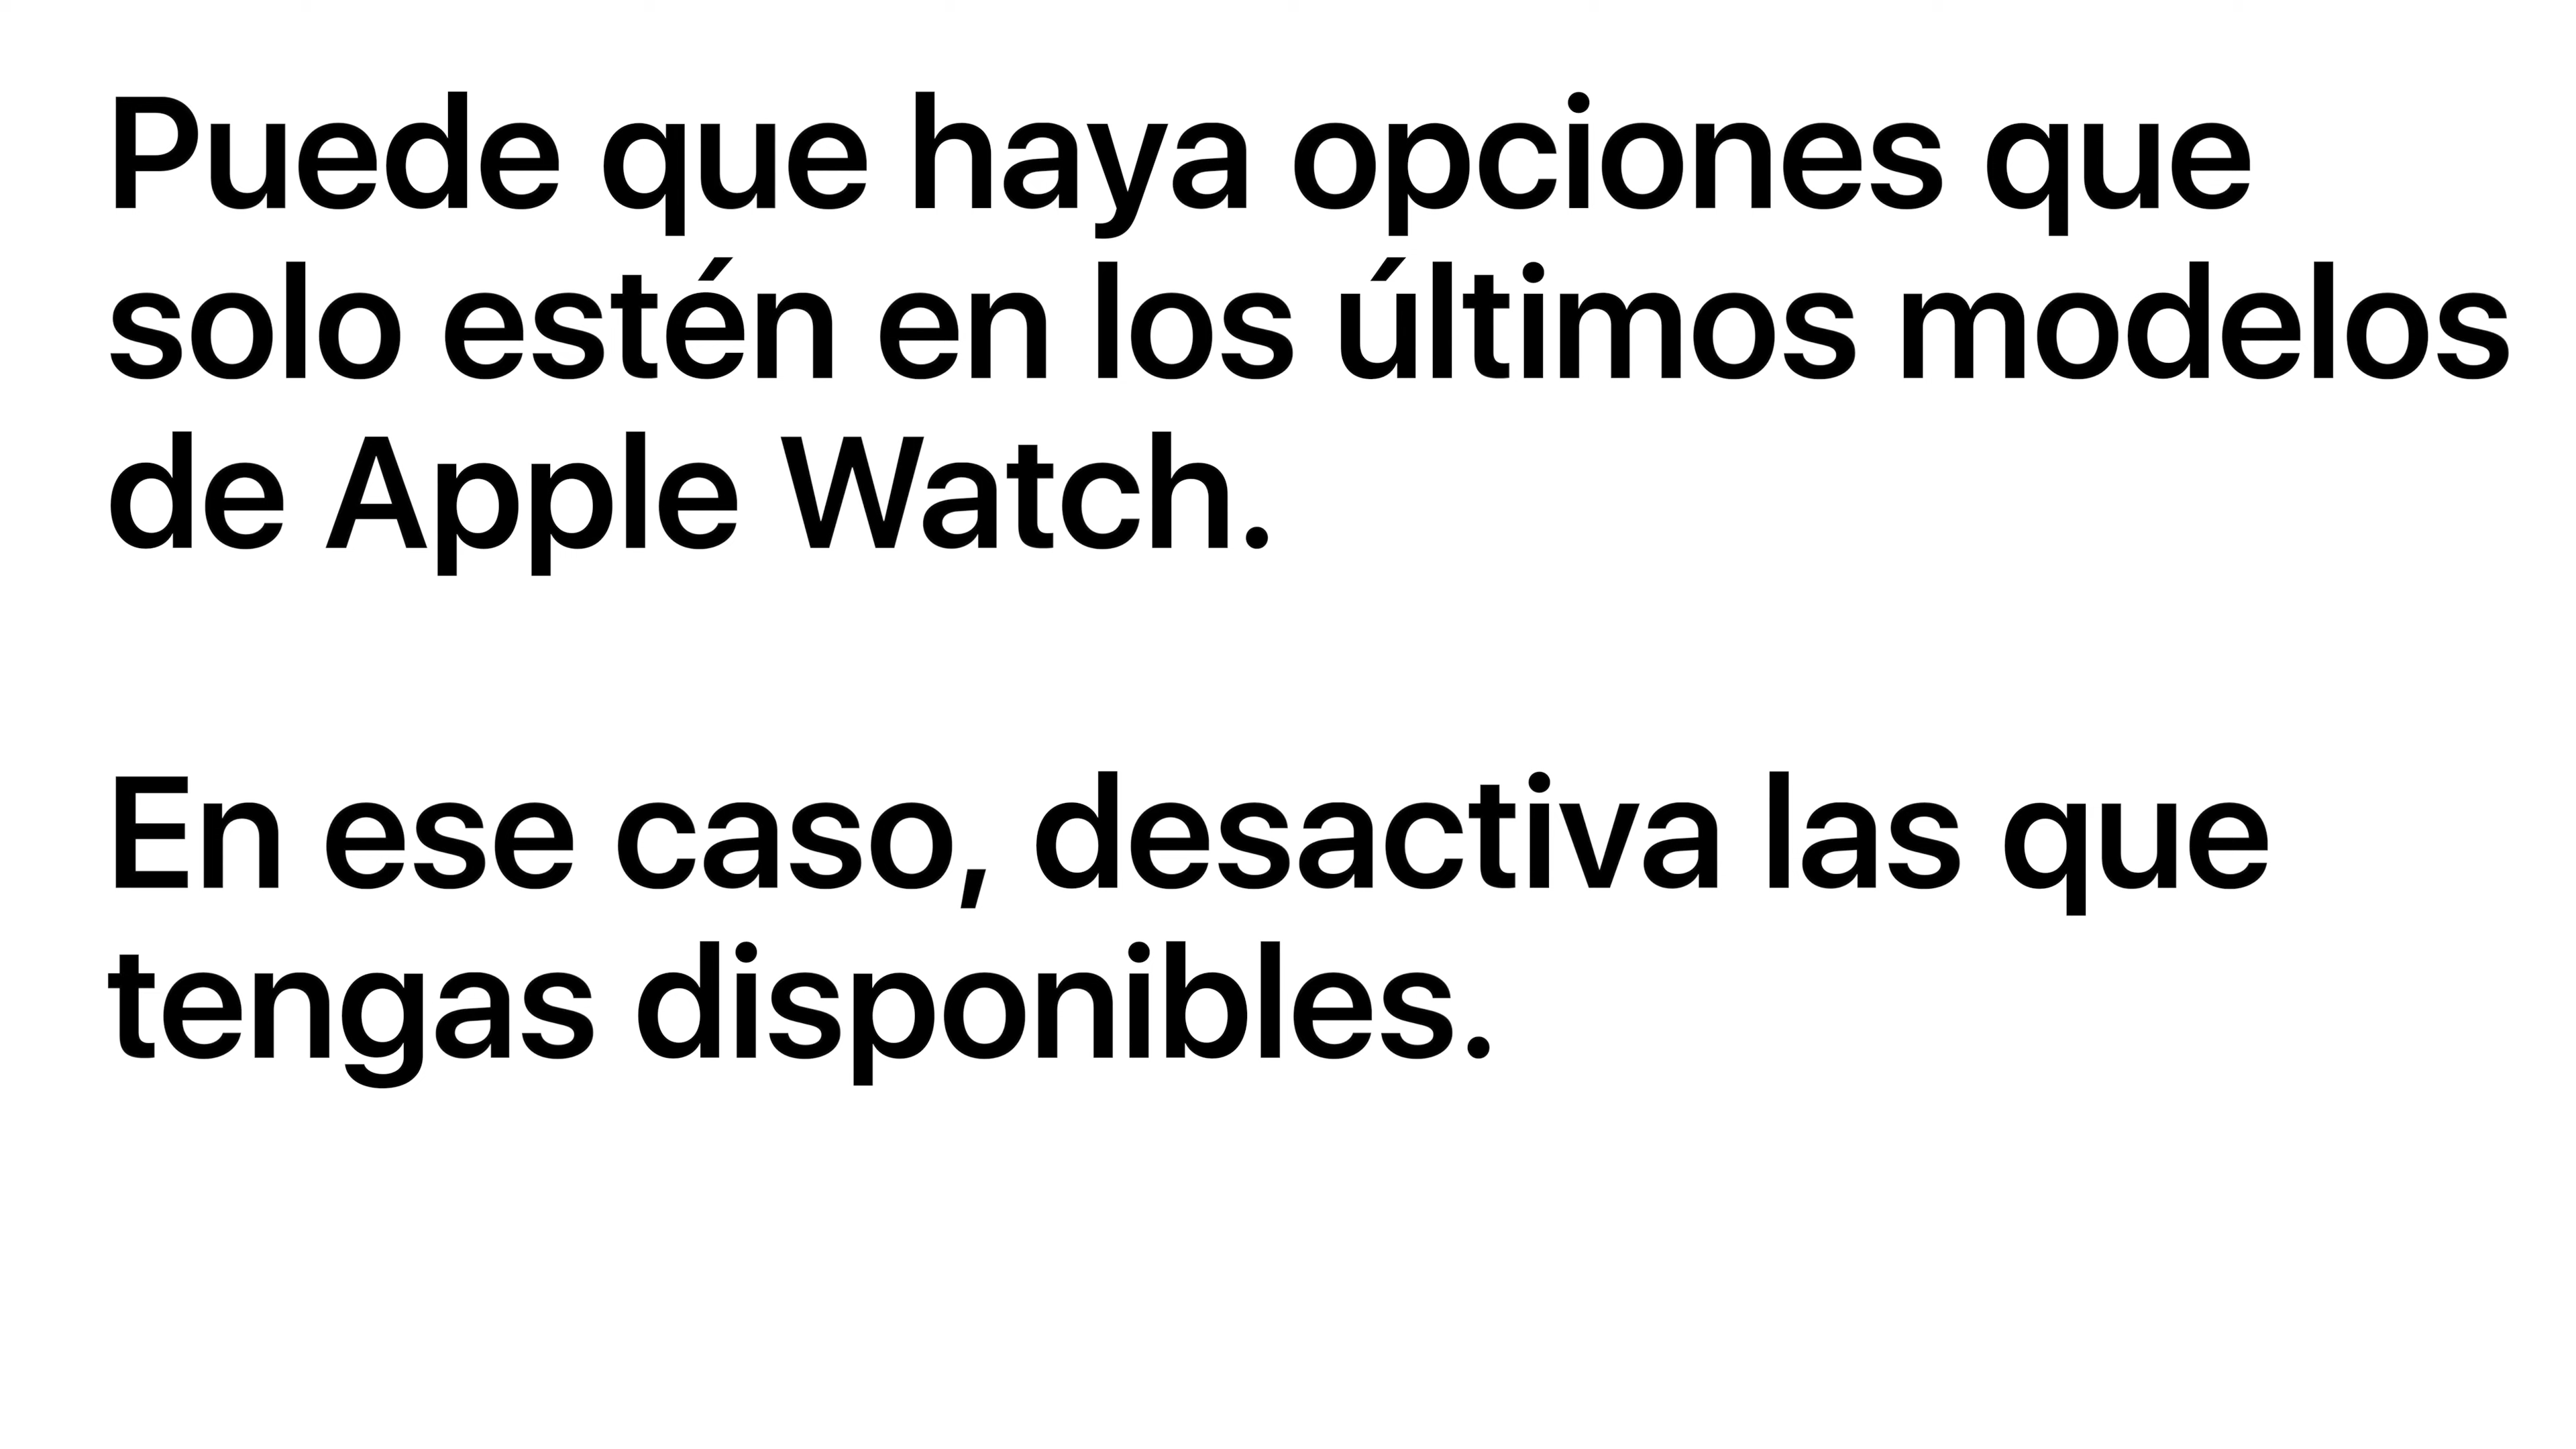 Puede que haya opciones que
solo estén en los últimos modelos
de Apple Watch.
En ese caso, desactiva las que
tengas disponibles.